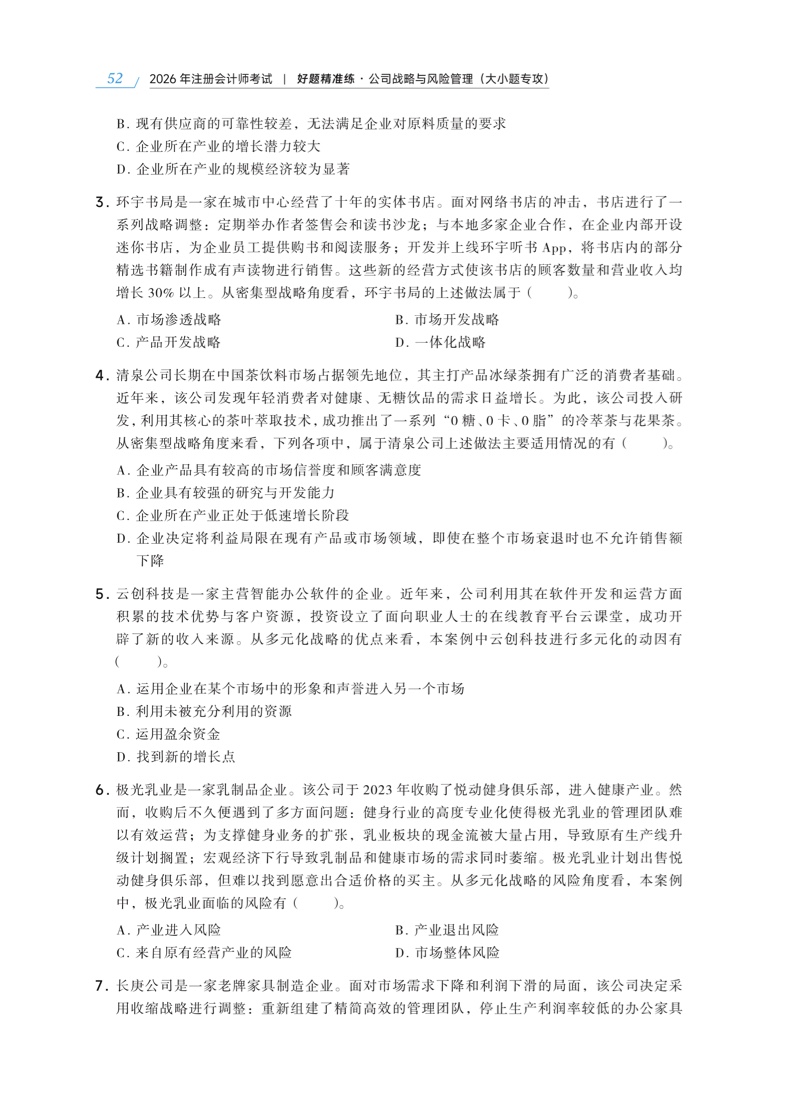 52 2026 年注册会计师考试 | 好题精准练·公司战略与风险管理（大小题专攻）
B. 现有供应商的可靠性较差，无法满足企业对原料质量的要求
C. 企业所在产业的增长潜力较大
D. 企业所在产业的规模经济较为显著
3. 环宇书局是一家在城市中心经营了十年的实体书店。面对网络书店的冲击，书店进行了一
系列战略调整：定期举办作者签售会和读书沙龙；与本地多家企业合作，在企业内部开设
迷你书店，为企业员工提供购书和阅读服务；开发并上线环宇听书 App，将书店内的部分
精选书籍制作成有声读物进行销售。这些新的经营方式使该书店的顾客数量和营业收入均
增长 30% 以上。从密集型战略角度看，环宇书局的上述做法属于（  ）。
A. 市场渗透战略 B. 市场开发战略
C. 产品开发战略 D. 一体化战略
4. 清泉公司长期在中国茶饮料市场占据领先地位，其主打产品冰绿茶拥有广泛的消费者基础。
近年来，该公司发现年轻消费者对健康、无糖饮品的需求日益增长。为此，该公司投入研
发，利用其核心的茶叶萃取技术，成功推出了一系列“0 糖、0 卡、0 脂”的冷萃茶与花果茶。
从密集型战略角度来看，下列各项中，属于清泉公司上述做法主要适用情况的有（  ）。
A. 企业产品具有较高的市场信誉度和顾客满意度
B. 企业具有较强的研究与开发能力
C. 企业所在产业正处于低速增长阶段
D. 企业决定将利益局限在现有产品或市场领域，即使在整个市场衰退时也不允许销售额
下降
5. 云创科技是一家主营智能办公软件的企业。近年来，公司利用其在软件开发和运营方面
积累的技术优势与客户资源，投资设立了面向职业人士的在线教育平台云课堂，成功开
辟了新的收入来源。从多元化战略的优点来看，本案例中云创科技进行多元化的动因有
（  ）。
A. 运用企业在某个市场中的形象和声誉进入另一个市场
B. 利用未被充分利用的资源
C. 运用盈余资金
D. 找到新的增长点
6. 极光乳业是一家乳制品企业。该公司于 2023 年收购了悦动健身俱乐部，进入健康产业。然
而，收购后不久便遇到了多方面问题：健身行业的高度专业化使得极光乳业的管理团队难
以有效运营；为支撑健身业务的扩张，乳业板块的现金流被大量占用，导致原有生产线升
级计划搁置；宏观经济下行导致乳制品和健康市场的需求同时萎缩。极光乳业计划出售悦
动健身俱乐部，但难以找到愿意出合适价格的买主。从多元化战略的风险角度看，本案例
中，极光乳业面临的风险有（  ）。
A. 产业进入风险 B. 产业退出风险
C. 来自原有经营产业的风险 D. 市场整体风险
7. 长庚公司是一家老牌家具制造企业。面对市场需求下降和利润下滑的局面，该公司决定采
用收缩战略进行调整：重新组建了精简高效的管理团队，停止生产利润率较低的办公家具